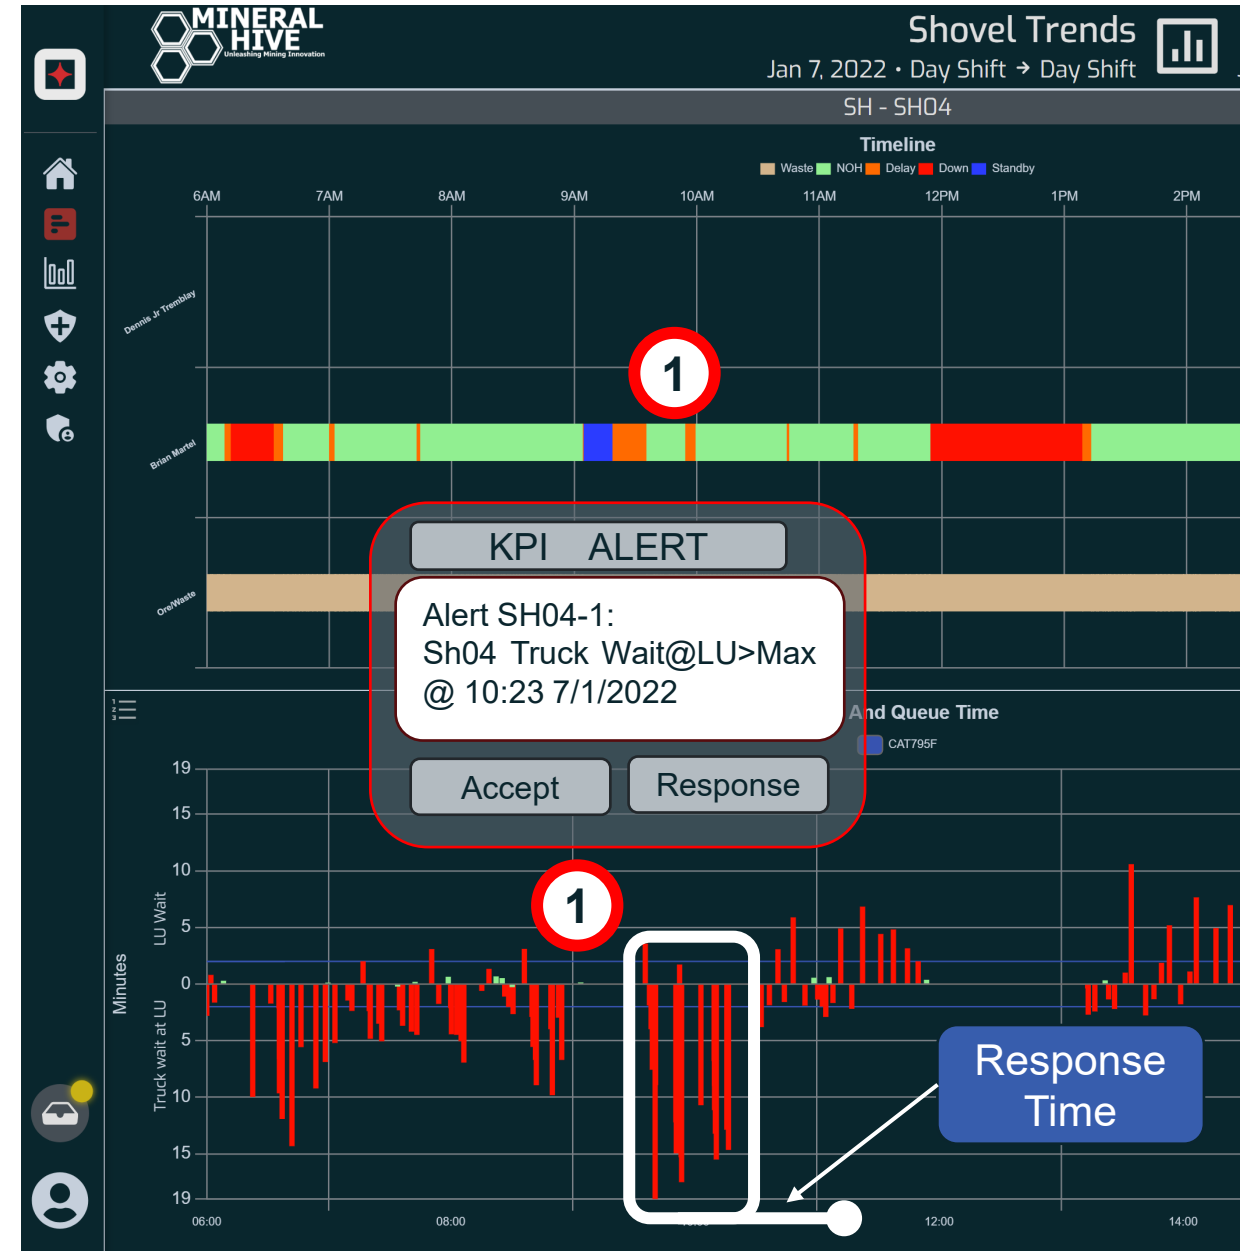 MINERAL
HIVE
Unleashing Mining Innovation
Shovel Trends
Jan 7, 2022 • Day Shift → Day Shift
SH - SH04
Timeline
Waste NOH Delay Down Standby
6AM 7AM 8AM 9AM 10AM 11AM 12PM 1PM 2PM
Dennis Jr Tremblay
1
Brian Martel
KPI ALERT
Ore/Waste
Alert SH04-1:
Sh04 Truck Wait@LU>Max
@ 10:23 7/1/2022
And Queue Time
CAT795F
Accept Response
19
15
10
5
0
5
10
15
19
Minutes
LU Wait
Truck wait at LU
1
Response
Time
06:00 08:00 12:00 14:00